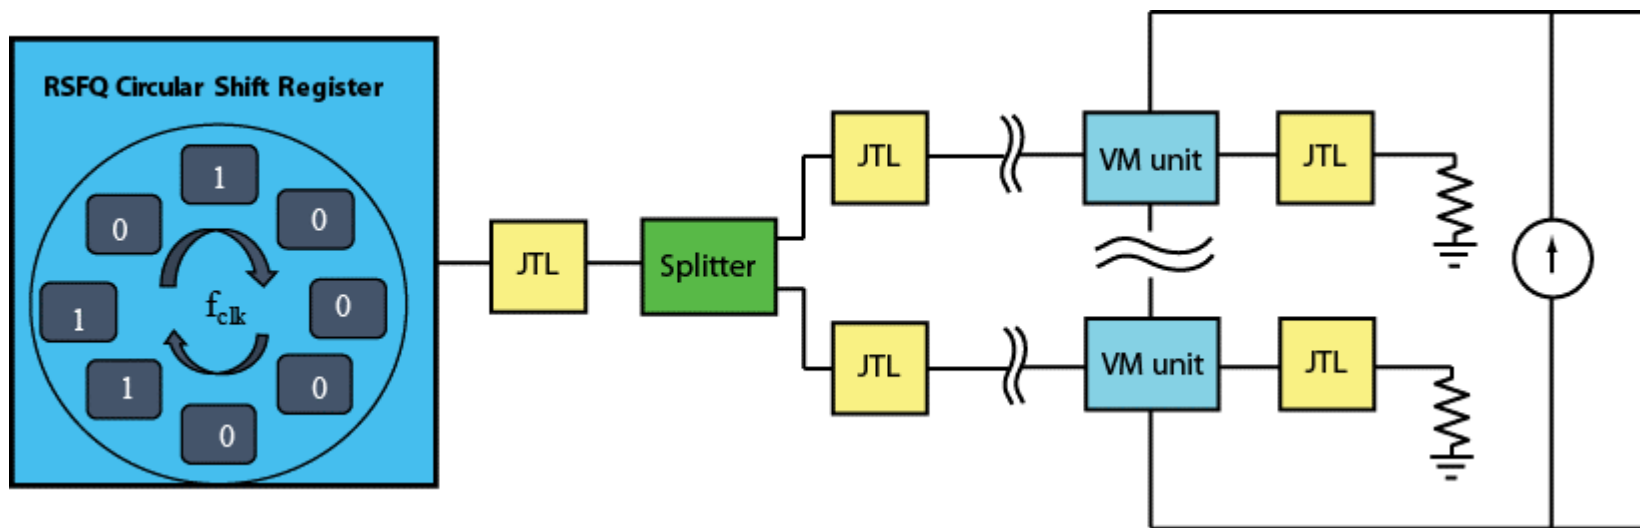 RSFQ Circular Shift Register
1
0
0
1
f_clk
0
1
0
0
JTL
Splitter
JTL
VM unit
JTL
JTL
VM unit
JTL